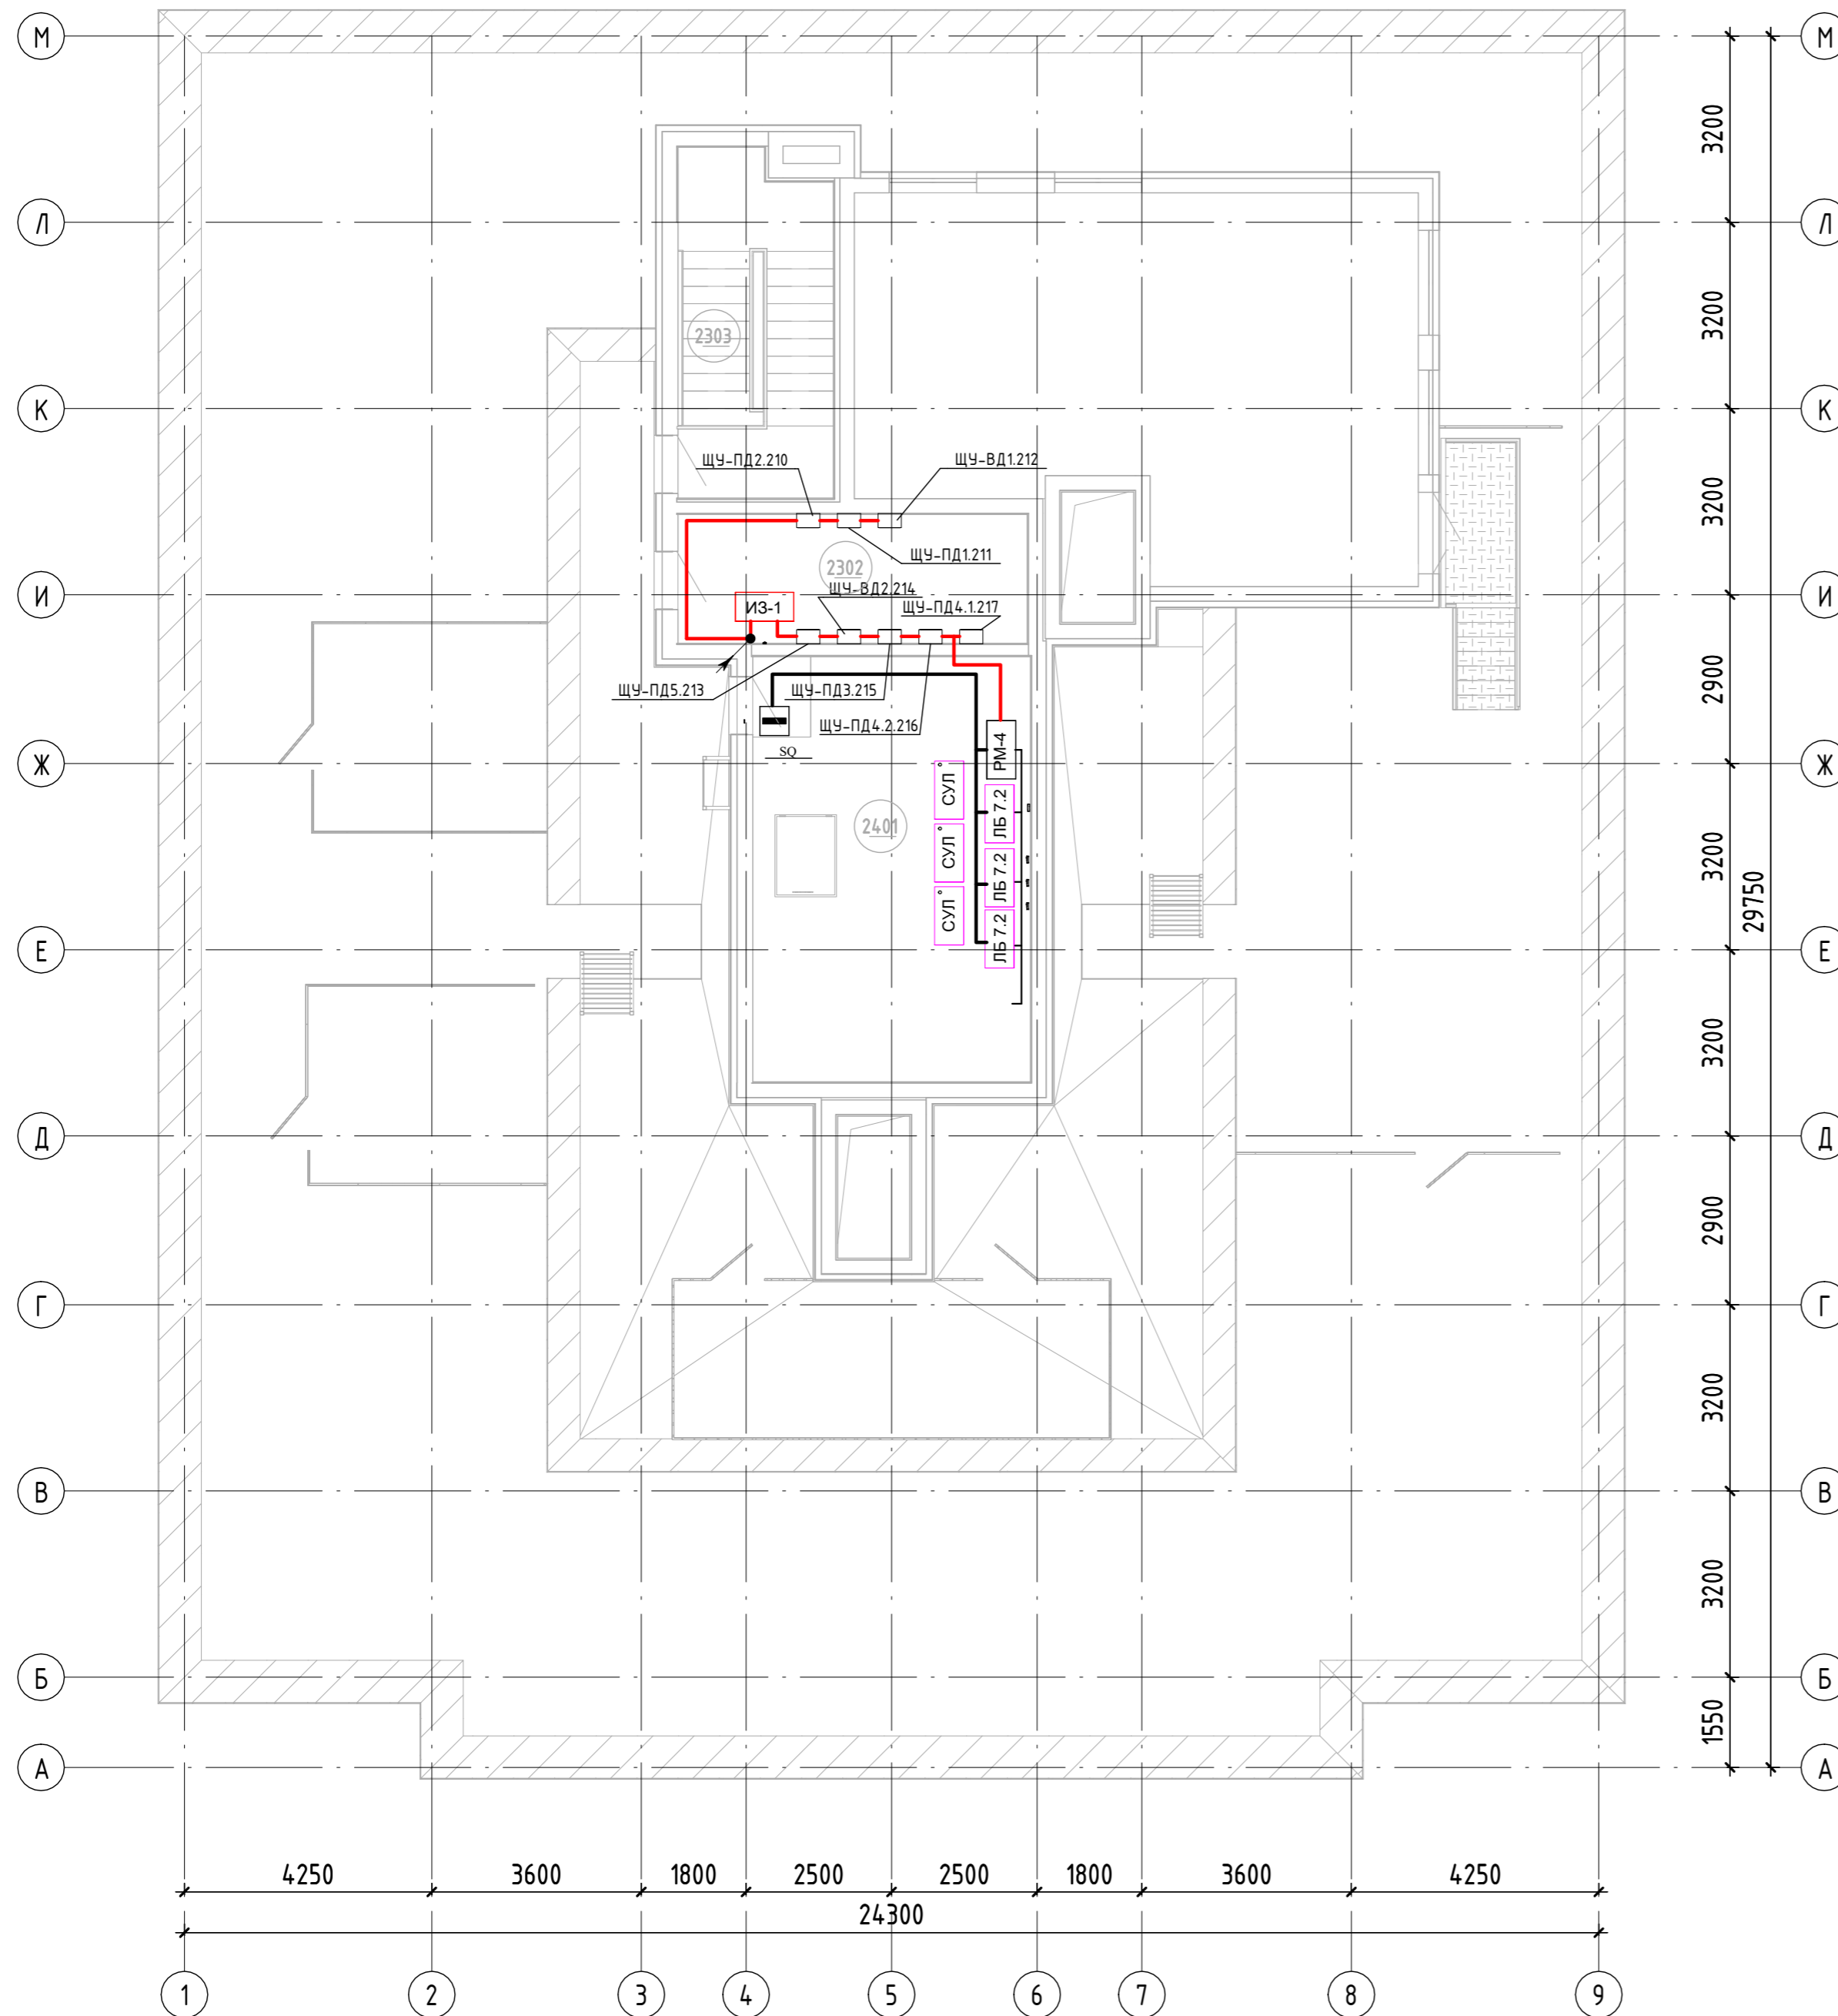 М
М
3200
Л
Л
3200
2303
К
К
ЩУ-ПД2.210
ЩУ-ВД1.212
3200
ЩУ-ПД1.211
2302
И
И
ЩУ-ВД2.214
ИЗ-1
ЩУ-ПД4.1.217
2900
ЩУ-ПД5.213
ЩУ-ПД3.215
ЩУ-ПД4.2.216
SQ
РМ-4
Ж
Ж
СУЛ
ЛБ 7.2
2401
3200
СУЛ
ЛБ 7.2
29750
СУЛ
ЛБ 7.2
Е
Е
3200
Д
Д
2900
Г
Г
3200
В
В
3200
Б
Б
1550
А
А
4250
3600
1800
2500
2500
1800
3600
4250
24300
1
2
3
4
5
6
7
8
9